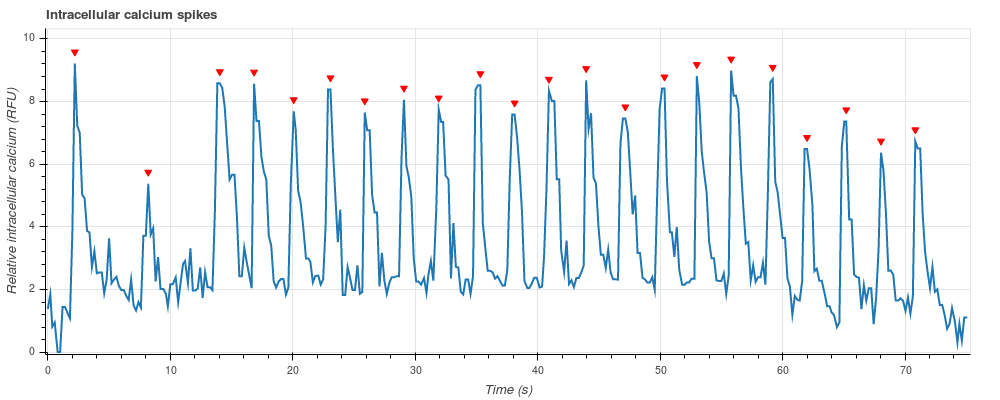 Intracellular calcium spikes
Relative intracellular calcium (RFU)
10
8
6
4
2
0
0 10 20 30 40 50 60 70
Time (s)